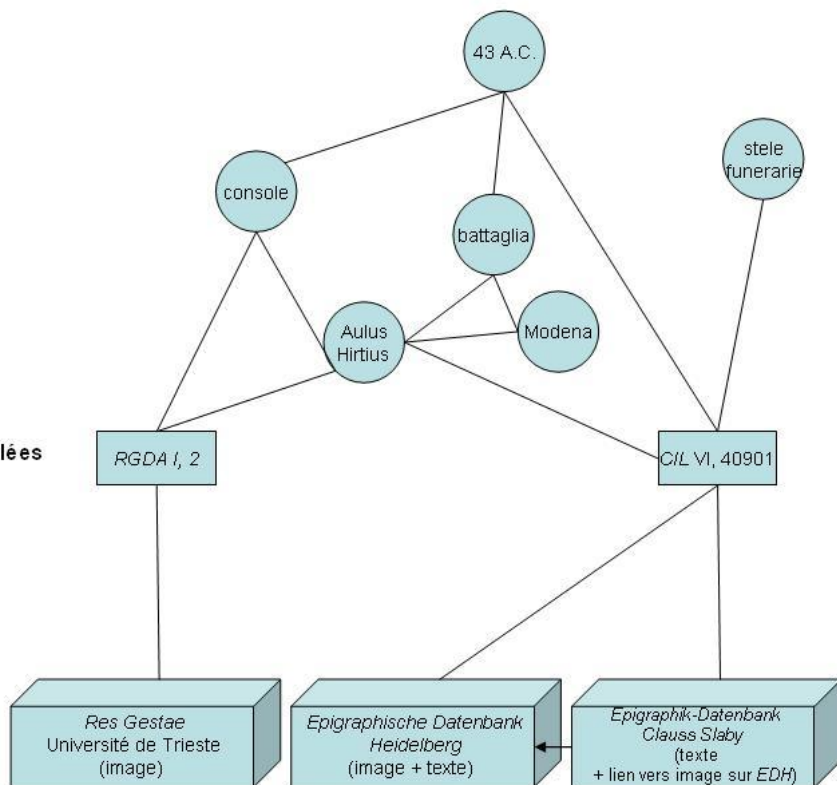 43 A.C.
stele
funerarie
console
battaglia
Aulus
Hirtius
Modena
lées
RGDA I, 2
CIL VI, 40901
Res Gestae
Université de Trieste
(image)
Epigraphische Datenbank
Heidelberg
(image + texte)
Epigraphik-Datenbank
Clauss Slaby
(texte
+ lien vers image sur EDH)